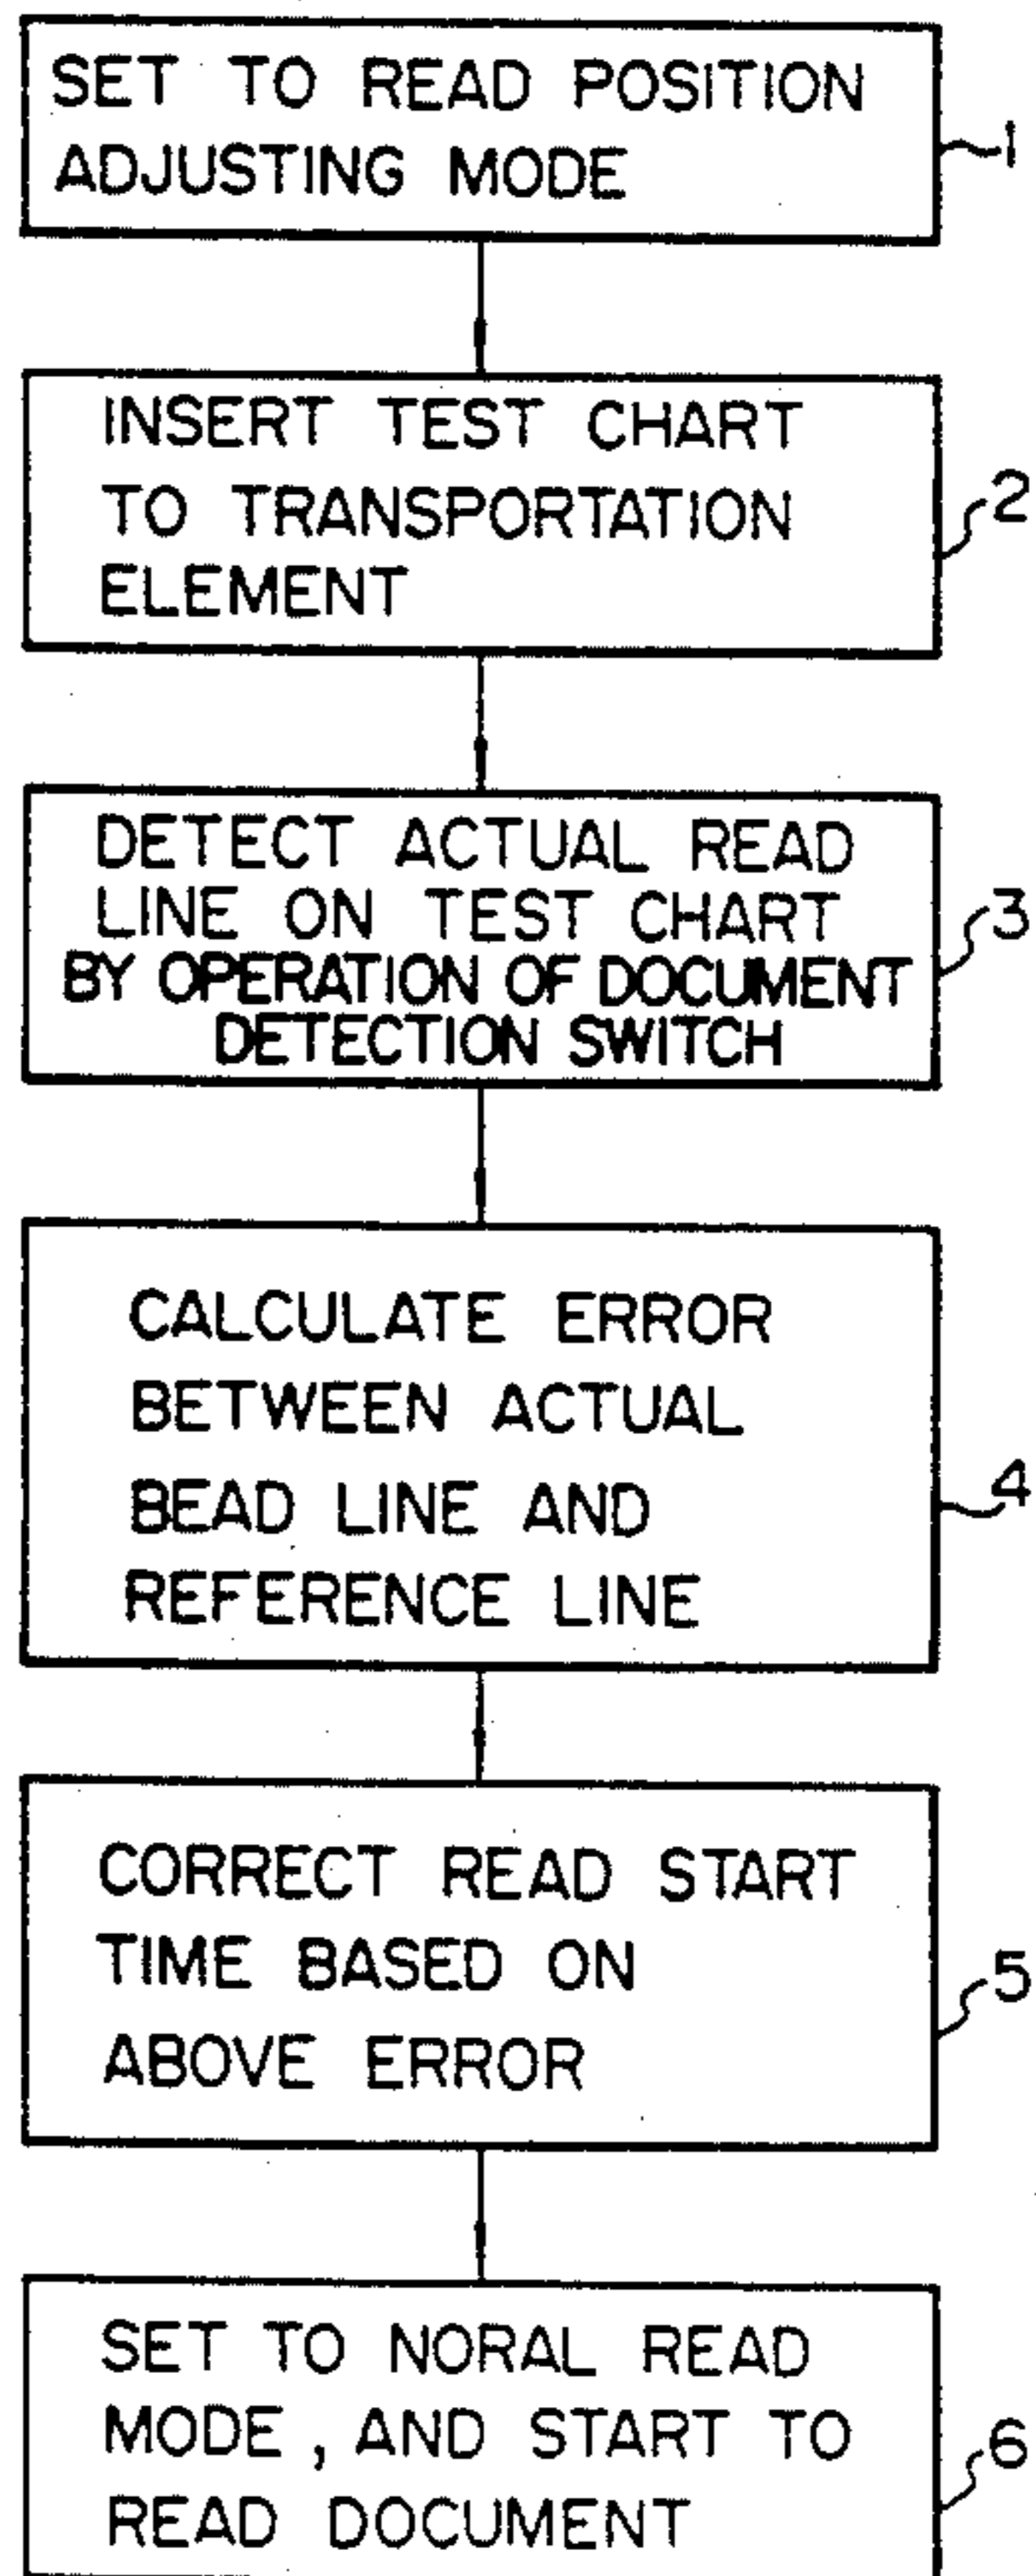 SET TO READ POSITION
ADJUSTING MODE
1
INSERT TEST CHART
TO TRANSPORTATION
ELEMENT
2
DETECT ACTUAL READ
LINE ON TEST CHART
BY OPERATION OF DOCUMENT
DETECTION SWITCH
3
CALCULATE ERROR
BETWEEN ACTUAL
BEAD LINE AND
REFERENCE LINE
4
CORRECT READ START
TIME BASED ON
ABOVE ERROR
5
SET TO NORAL READ
MODE, AND START TO
READ DOCUMENT
6